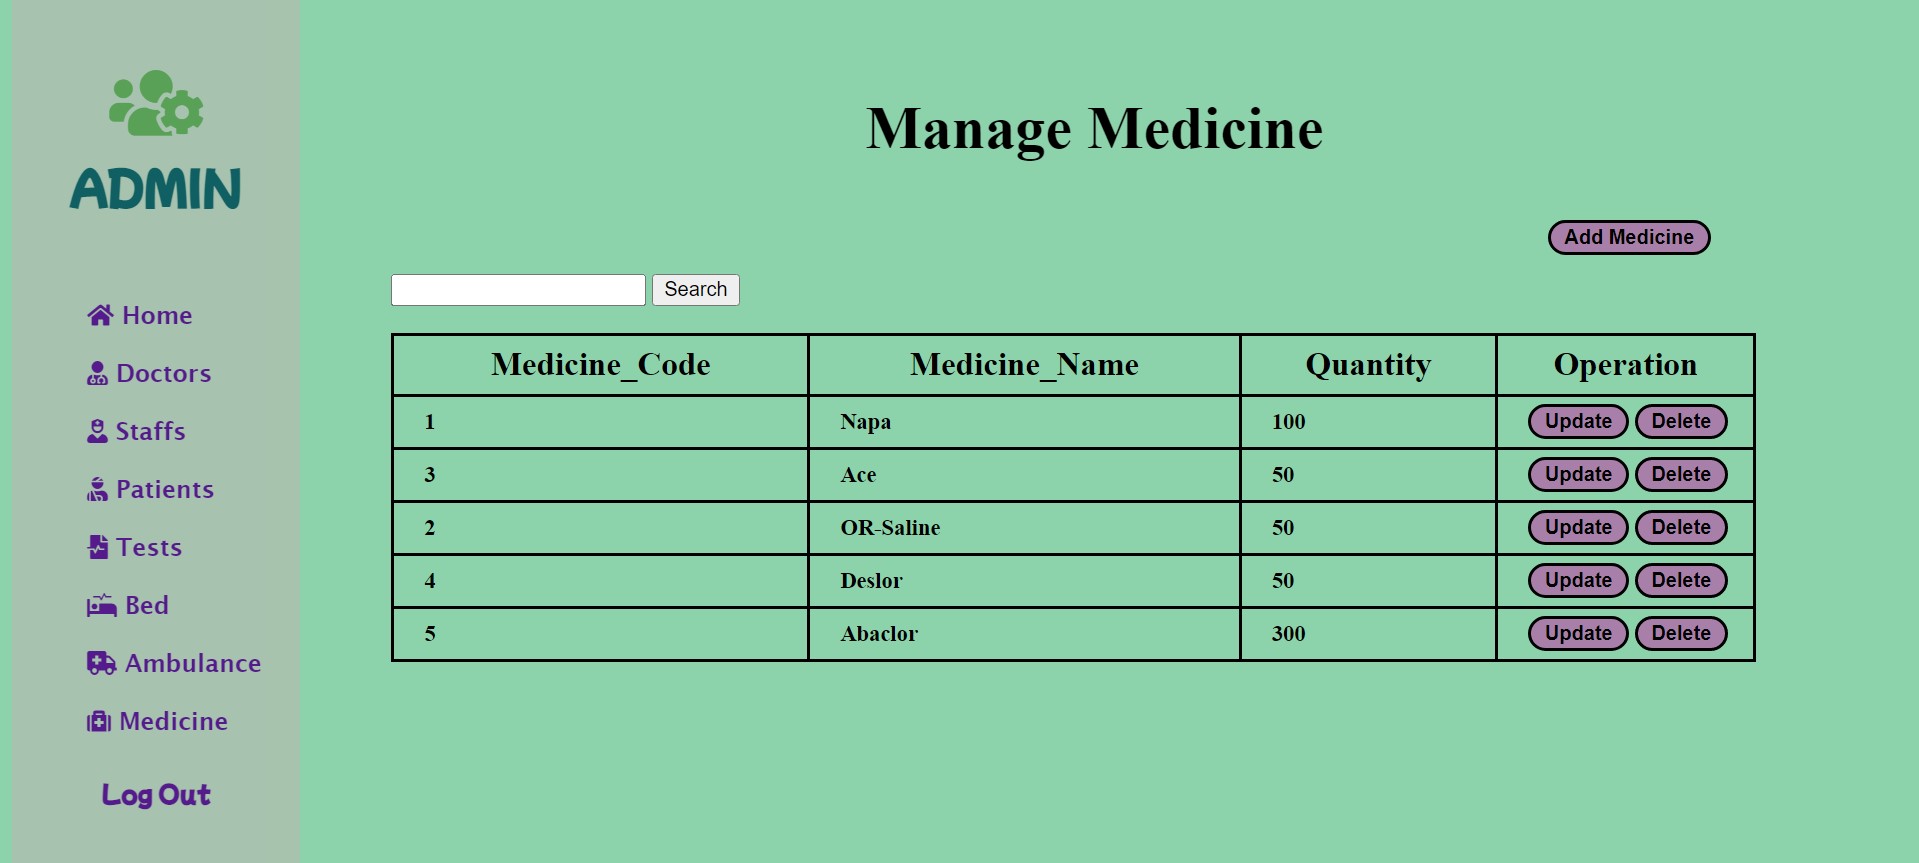 ADMIN
Home
Doctors
Staffs
Patients
Tests
Bed
Ambulance
Medicine
Log Out
Manage Medicine
Add Medicine
Search
Medicine_Code Medicine_Name Quantity Operation
1 Napa 100 Update Delete
3 Ace 50 Update Delete
2 OR-Saline 50 Update Delete
4 Deslor 50 Update Delete
5 Abaclor 300 Update Delete